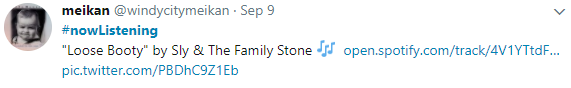 meikan @windycitymeikan · Sep 9
#nowListening
"Loose Booty" by Sly & The Family Stone 🎶 open.spotify.com/track/4V1YTtdF...
pic.twitter.com/PBDhC9Z1Eb